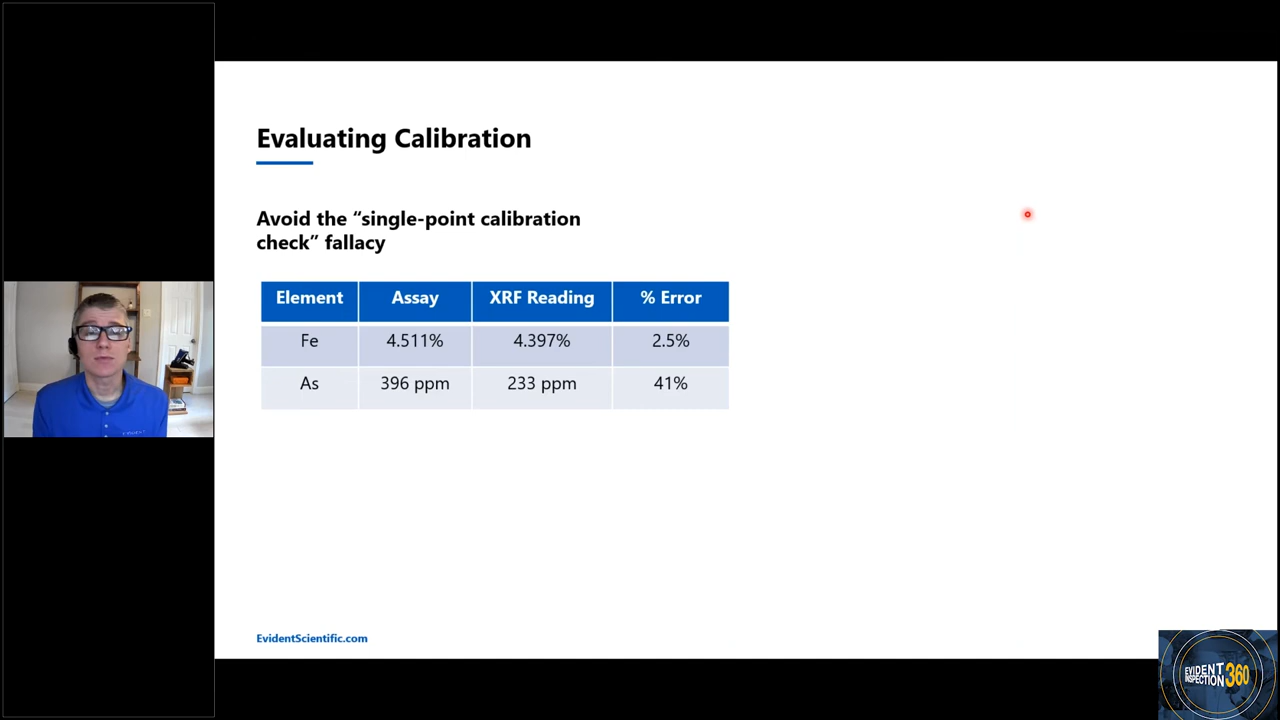 Evaluating Calibration
Avoid the “single-point calibration
check” fallacy
Element Assay XRF Reading % Error
Fe 4.511% 4.397% 2.5%
As 396 ppm 233 ppm 41%
EvidentScientific.com
EVIDENT
INSPECTION 360